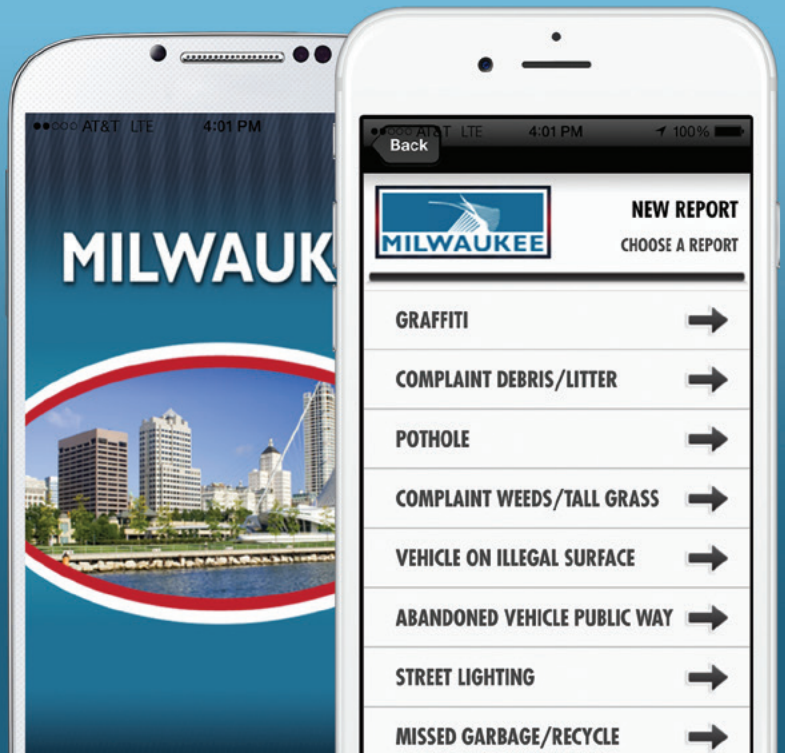 AT&T LTE 4:01 PM
MILWAUK
AT&T LTE 4:01 PM 100%
Back
MILWAUKEE
NEW REPORT
CHOOSE A REPORT
GRAFFITI
COMPLAINT DEBRIS/LITTER
POTHOLE
COMPLAINT WEEDS/TALL GRASS
VEHICLE ON ILLEGAL SURFACE
ABANDONED VEHICLE PUBLIC WAY
STREET LIGHTING
MISSED GARBAGE/RECYCLE